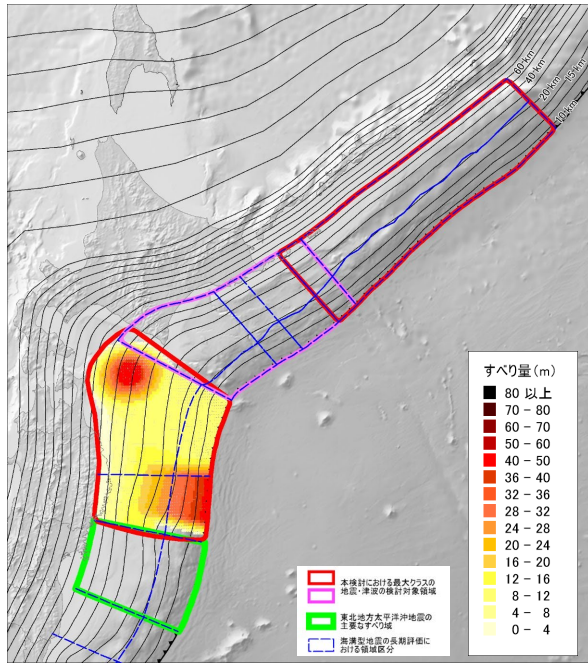 60 km
40 km
20 km
15 km
10 km
すべり量(m)
80 以上
70 - 80
60 - 70
50 - 60
40 - 50
36 - 40
32 - 36
28 - 32
24 - 28
20 - 24
16 - 20
12 - 16
8 - 12
4 - 8
0 - 4
本検討における最大クラスの
地震・津波の検討対象領域
東北地方太平洋沖地震の
主要なすべり域
海溝型地震の長期評価に
おける領域区分